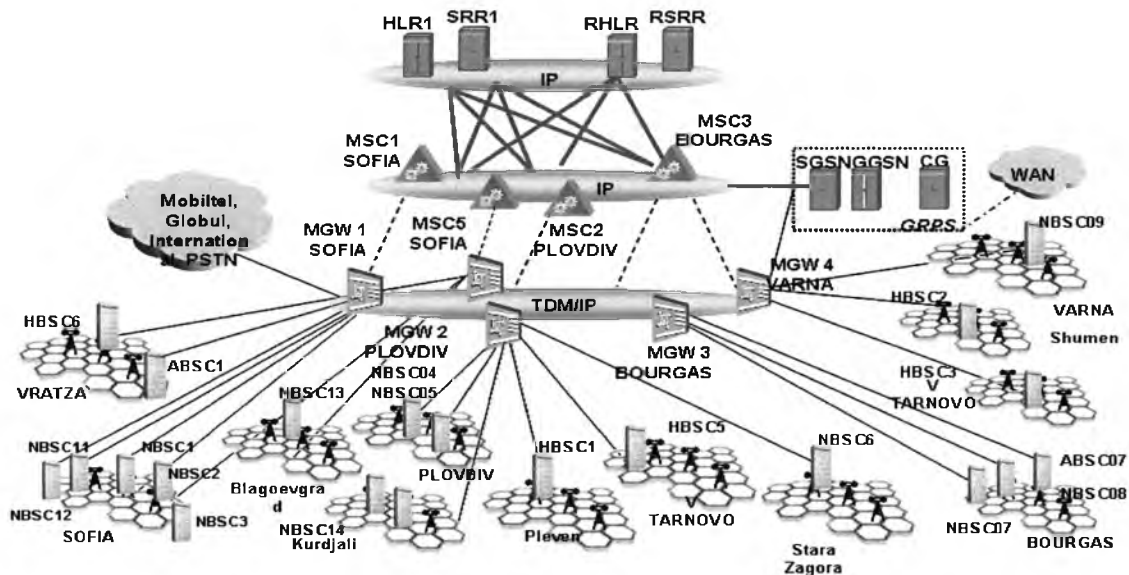 HLR1
SRR1
RHLR
RSRR
IP
MSC1
SOFIA
MSC3
BOURGAS
IP
SGSN
GGSN
CG
GRPS
WAN
Mobiltel,
Globul,
Internation
al, PSTN
MGW 1
SOFIA
MSC5
SOFIA
MSC2
PLOVDIV
MGW 4
VARNA
NBSC09
VARNA
TDM/IP
HBSC2
Shumen
HBSC6
ABSC1
VRATZA
MGW 2
PLOVDIV
MGW 3
BOURGAS
HBSC3
V
TARNOVO
NBSC04
NBSC05
NBSC13
PLOVDIV
Blagoevgra
d
NBSC11
NBSC1
NBSC2
NBSC12
NBSC3
SOFIA
NBSC14
Kurdjali
HBSC1
Pleven
HBSC5
V
TARNOVO
NBSC6
Stara
Zagora
ABSC07
NBSC08
NBSC07
BOURGAS